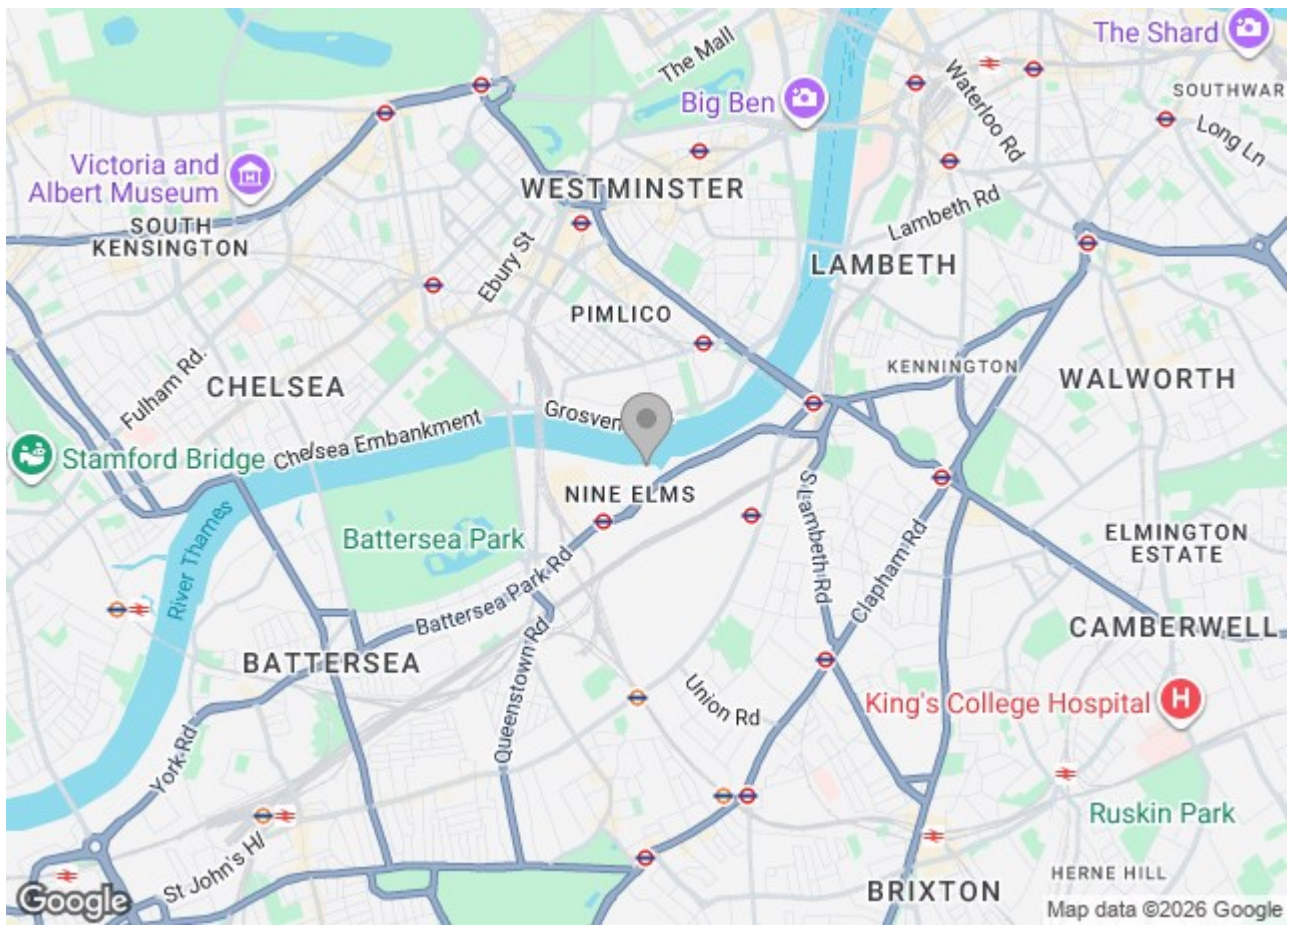 The Mall
The Shard
Big Ben
Waterloo Rd
SOUTHWAR
Long Ln
Victoria and
Albert Museum
WESTMINSTER
Lambeth Rd
SOUTH
KENSINGTON
Ebury St
LAMBETH
PIMLICO
KENNINGTON
WALWORTH
Fulham Rd.
CHELSEA
Grosven
Chelsea Embankment
Stamford Bridge
NINE ELMS
S Lambeth Rd
River Thames
Battersea Park
Clapham Rd
ELMINGTON
ESTATE
Battersea Park Rd
CAMBERWELL
BATTERSEA
Queenstown Rd
Union Rd
King's College Hospital
H
York Rd
Ruskin Park
St John's H
HERNE HILL
BRIXTON
Google
Map data ©2026 Google